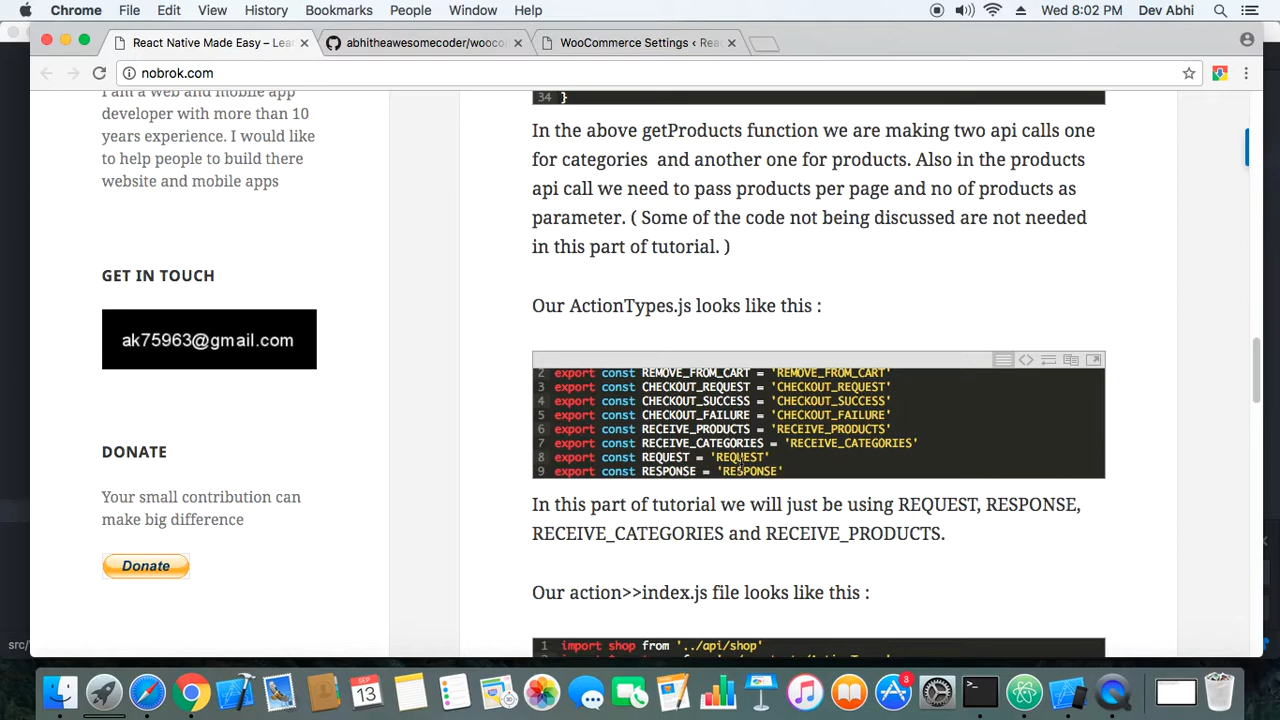 Chrome File Edit View History Bookmarks People Window Help Wed 8:02 PM Dev Abhi
React Native Made Easy – Lea
abhitheawesomecoder/wooco
WooCommerce Settings ‹ Rea
nobrok.com
I am a web and mobile app
developer with more than 10
years experience. I would like
to help people to build there
website and mobile apps
GET IN TOUCH
ak75963@gmail.com
DONATE
Your small contribution can
make big difference
Donate
34 }
In the above getProducts function we are making two api calls one
for categories and another one for products. Also in the products
api call we need to pass products per page and no of products as
parameter. ( Some of the code not being discussed are not needed
in this part of tutorial. )
Our ActionTypes.js looks like this :
2 export const REMOVE_FROM_CART = 'REMOVE_FROM_CART'
3 export const CHECKOUT_REQUEST = 'CHECKOUT_REQUEST'
4 export const CHECKOUT_SUCCESS = 'CHECKOUT_SUCCESS'
5 export const CHECKOUT_FAILURE = 'CHECKOUT_FAILURE'
6 export const RECEIVE_PRODUCTS = 'RECEIVE_PRODUCTS'
7 export const RECEIVE_CATEGORIES = 'RECEIVE_CATEGORIES'
8 export const REQUEST = 'REQUEST'
9 export const RESPONSE = 'RESPONSE'
In this part of tutorial we will just be using REQUEST, RESPONSE,
RECEIVE_CATEGORIES and RECEIVE_PRODUCTS.
Our action>>index.js file looks like this :
1 import shop from '../api/shop'
src/
SEP
13
3